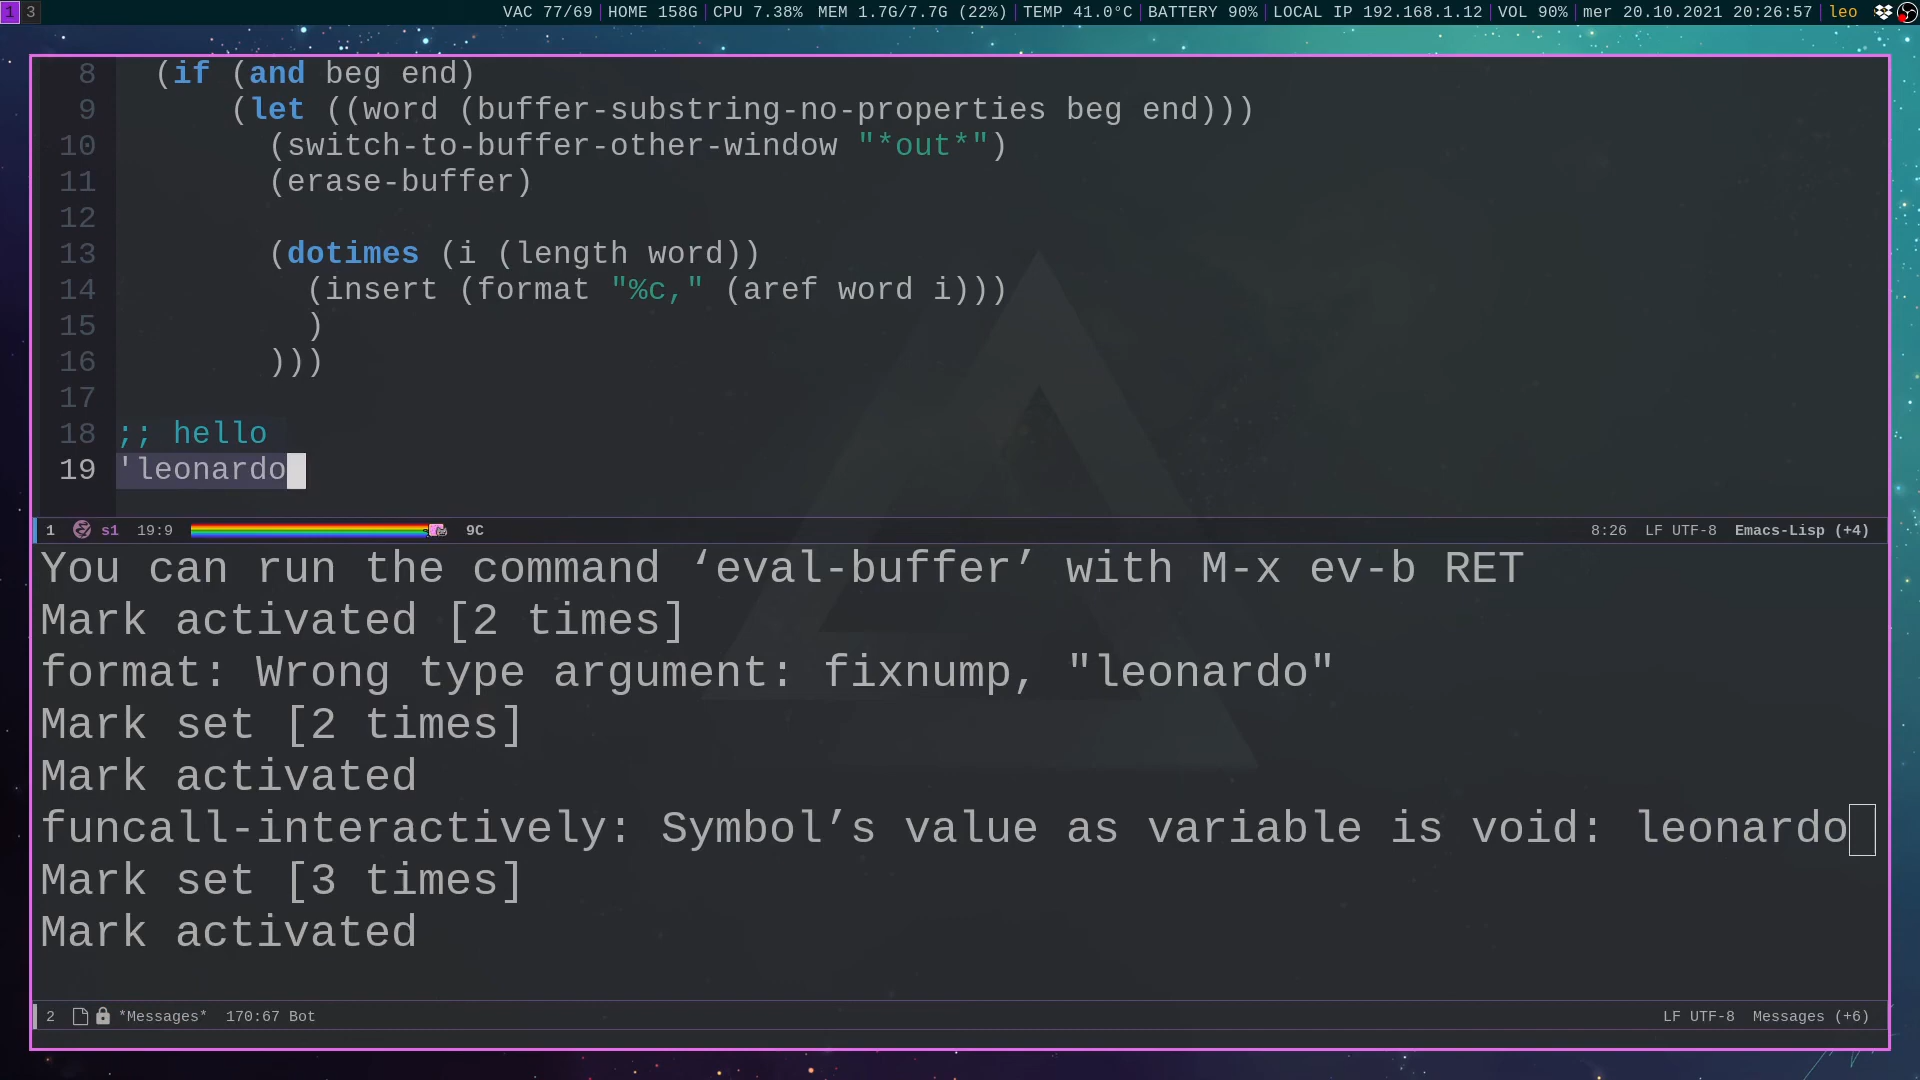 1 3 VAC 77/69 HOME 158G CPU 7.38% MEM 1.7G/7.7G (22%) TEMP 41.0°C BATTERY 90% LOCAL IP 192.168.1.12 VOL 90% mer 20.10.2021 20:26:57 leo
8 (if (and beg end)
9 (let ((word (buffer-substring-no-properties beg end)))
10 (switch-to-buffer-other-window "*out*")
11 (erase-buffer)
12
13 (dotimes (i (length word))
14 (insert (format "%c," (aref word i)))
15 )
16 )))
17
18 ;; hello
19 'leonardo
1 s1 19:9 9C 8:26 LF UTF-8 Emacs-Lisp (+4)
You can run the command ‘eval-buffer’ with M-x ev-b RET
Mark activated [2 times]
format: Wrong type argument: fixnump, "leonardo"
Mark set [2 times]
Mark activated
funcall-interactively: Symbol’s value as variable is void: leonardo
Mark set [3 times]
Mark activated
2 *Messages* 170:67 Bot LF UTF-8 Messages (+6)